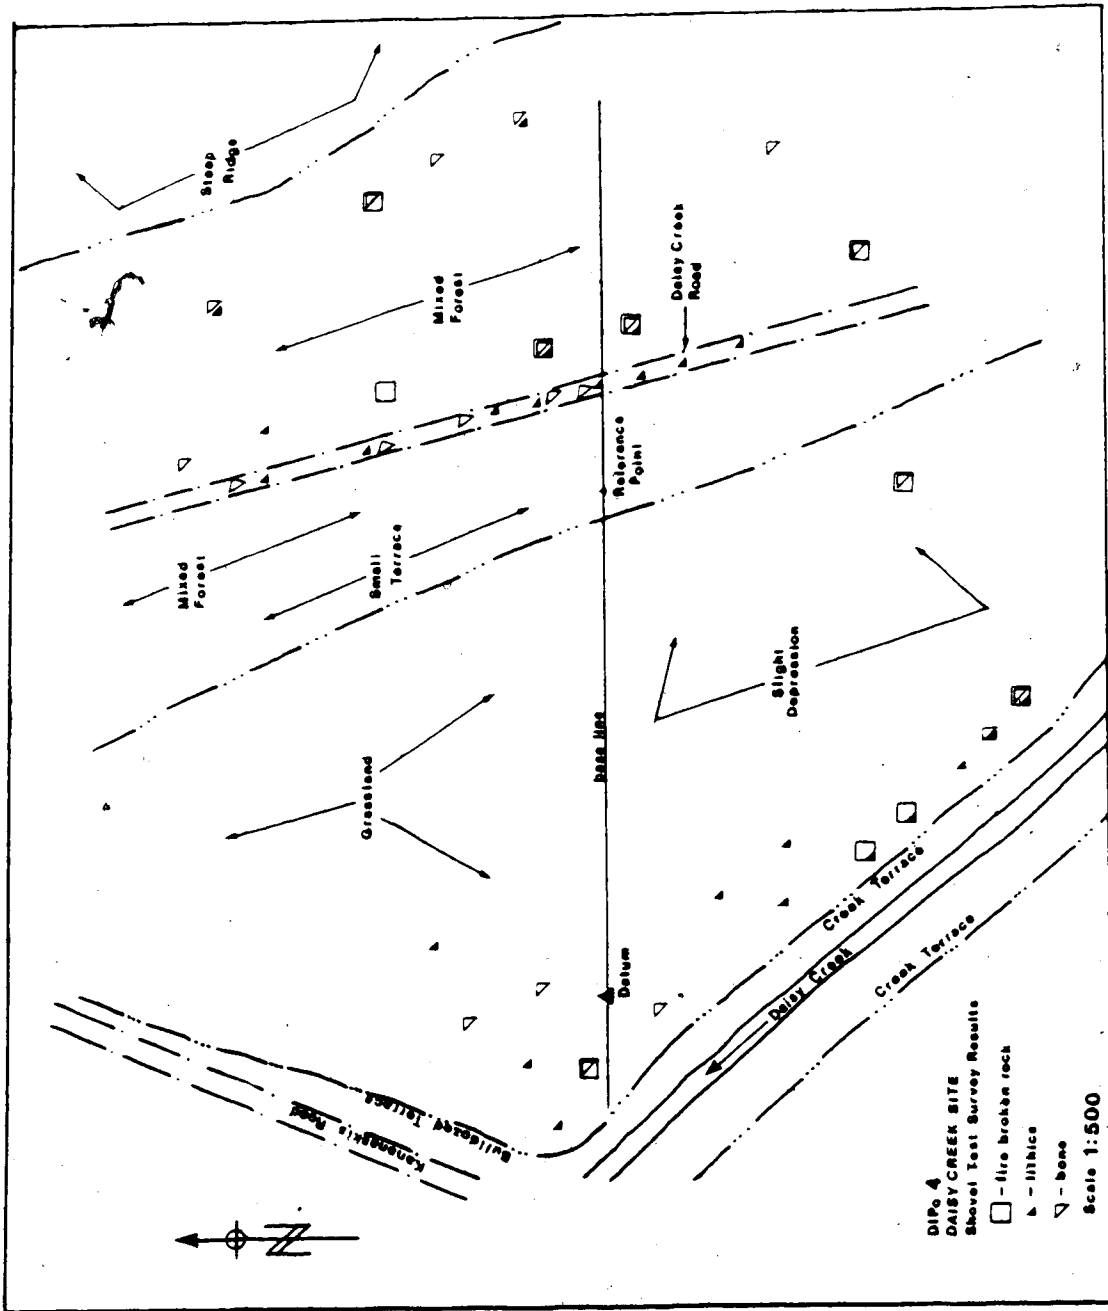 Steep
Ridge
Mixed
Forest
Daisy Creek
Road
Reference
Point
Mixed
Forest
Small
Terrace
Slight
Depression
base line
Grassland
Datum
Creek Terrace
Daisy Creek
Creek Terrace
Bulldozed Terrace
Kananaskis Road
N
DIPo 4
DAISY CREEK SITE
Shovel Test Survey Results
- fire broken rock
- lithics
- bone
Scale 1:500